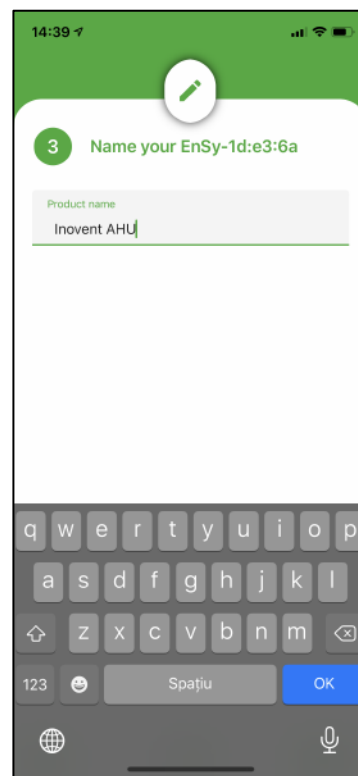 14:39
3 Name your EnSy-1d:e3:6a
Product name
Inovent AHU
q w e r t y u i o p
a s d f g h j k l
z x c v b n m
123 Spațiu OK